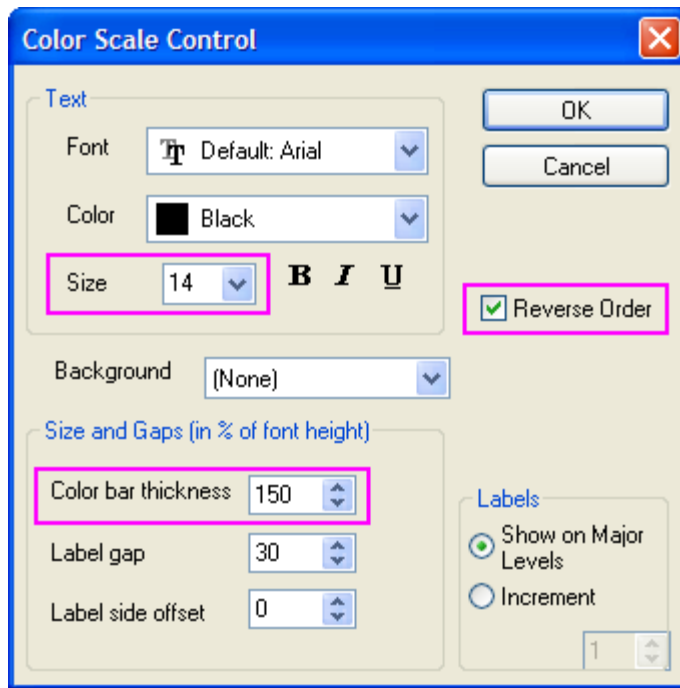 Color Scale Control
Text
OK
Font Default: Arial
Cancel
Color Black
Size 14 B I U
Reverse Order
Background (None)
Size and Gaps (in % of font height)
Color bar thickness 150
Label gap 30
Label side offset 0
Labels
Show on Major
Levels
Increment
1